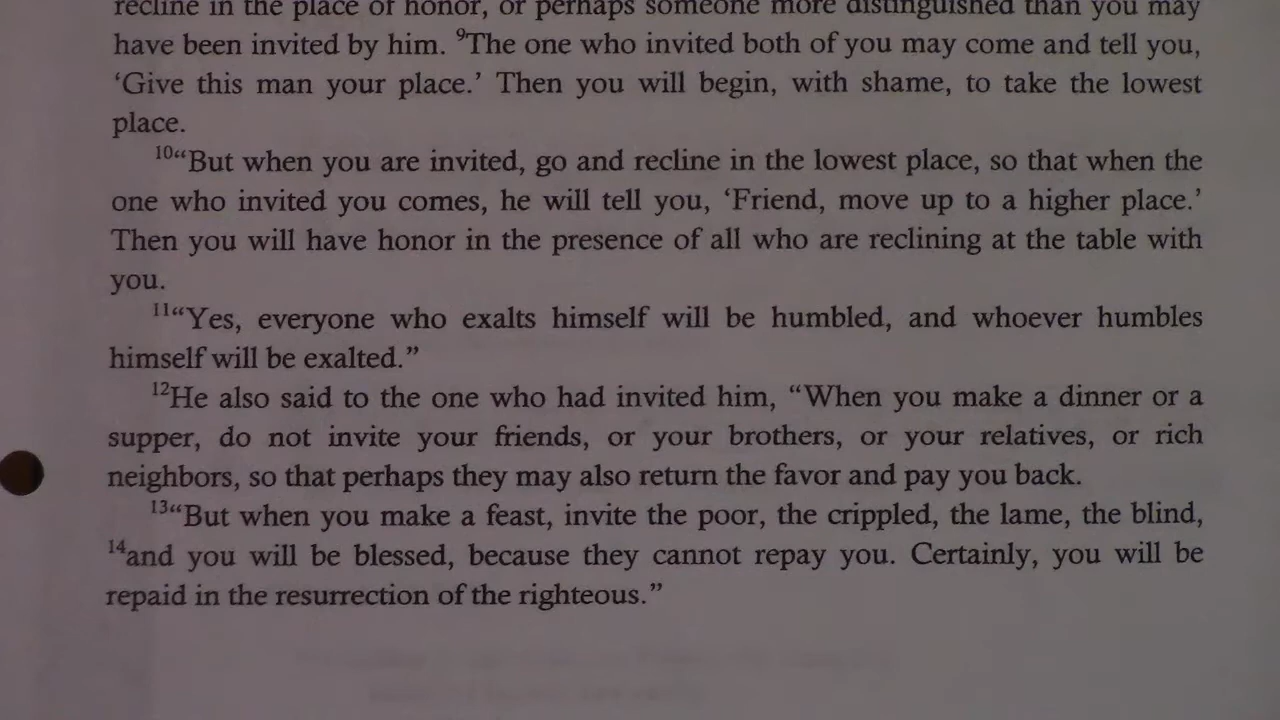 recline in the place of honor, or perhaps someone more distinguished than you may
have been invited by him. ⁹The one who invited both of you may come and tell you,
‘Give this man your place.’ Then you will begin, with shame, to take the lowest
place.
¹⁰“But when you are invited, go and recline in the lowest place, so that when the
one who invited you comes, he will tell you, ‘Friend, move up to a higher place.’
Then you will have honor in the presence of all who are reclining at the table with
you.
¹¹“Yes, everyone who exalts himself will be humbled, and whoever humbles
himself will be exalted.”
¹²He also said to the one who had invited him, “When you make a dinner or a
supper, do not invite your friends, or your brothers, or your relatives, or rich
neighbors, so that perhaps they may also return the favor and pay you back.
¹³“But when you make a feast, invite the poor, the crippled, the lame, the blind,
¹⁴and you will be blessed, because they cannot repay you. Certainly, you will be
repaid in the resurrection of the righteous.”